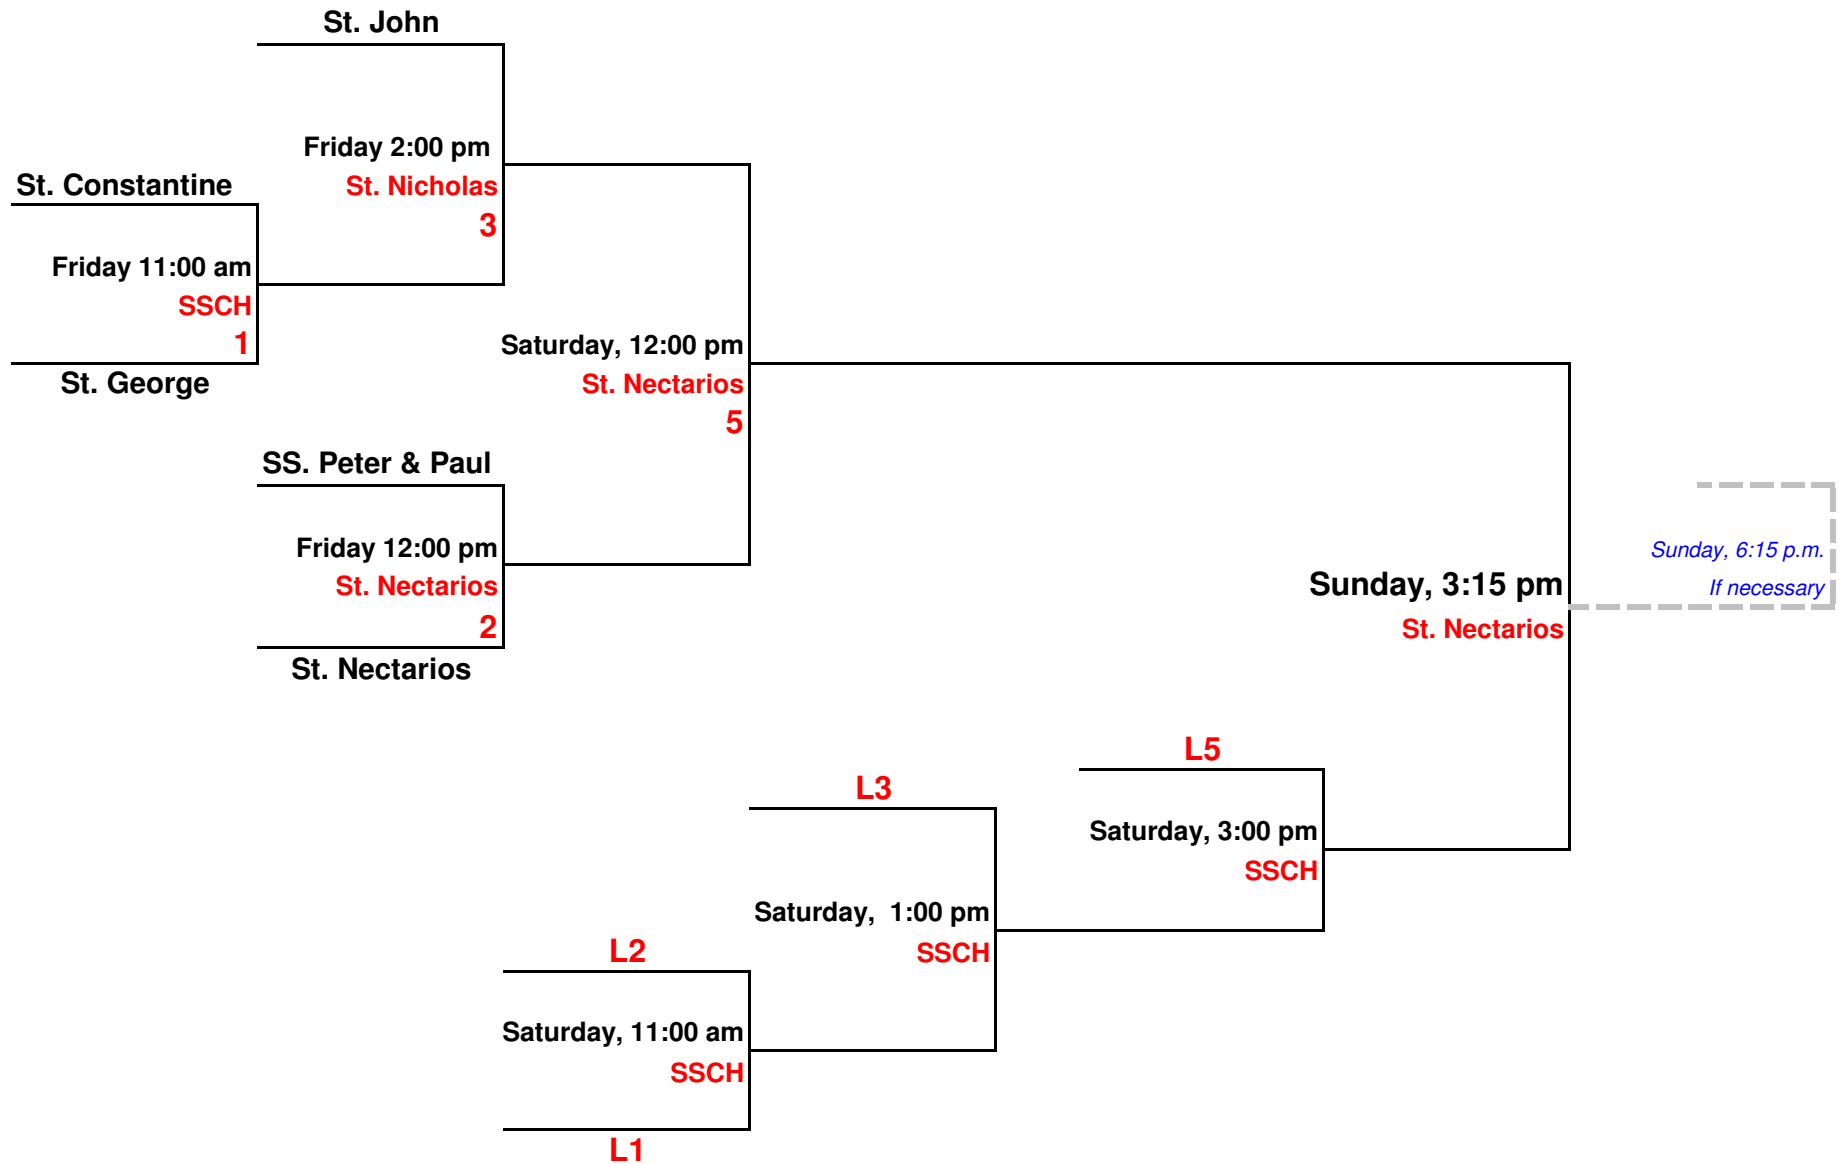 St. John
Friday 2:00 pm
St. Nicholas
3
St. Constantine
Friday 11:00 am
SSCH
1
St. George
Saturday, 12:00 pm
St. Nectarios
5
SS. Peter & Paul
Friday 12:00 pm
St. Nectarios
2
St. Nectarios
Sunday, 6:15 p.m.
If necessary
Sunday, 3:15 pm
St. Nectarios
L5
Saturday, 3:00 pm
SSCH
L3
Saturday,  1:00 pm
SSCH
L2
Saturday, 11:00 am
SSCH
L1